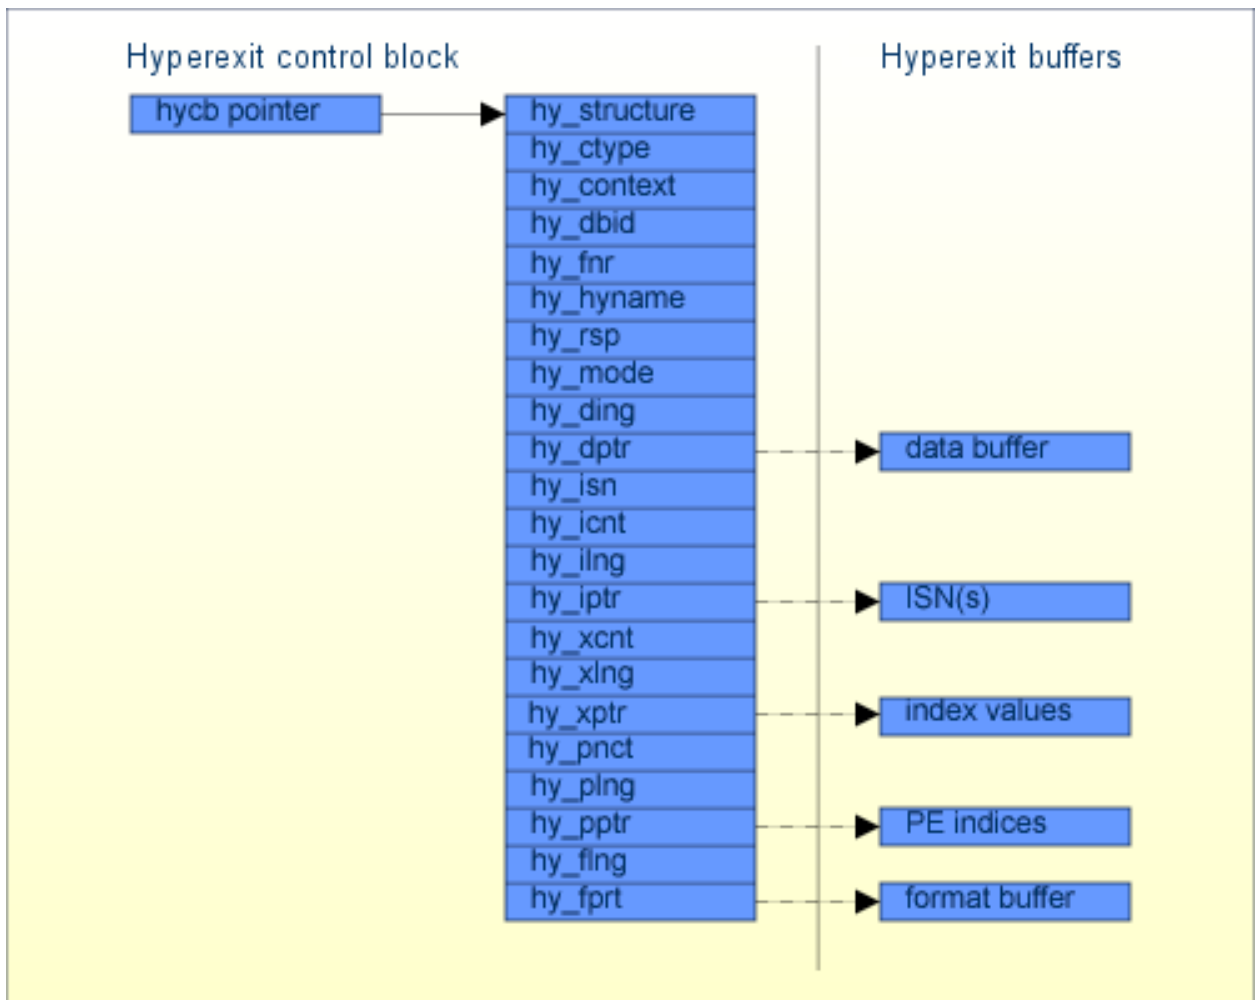 Hyperexit control block
Hyperexit buffers
hycb pointer
hy_structure
hy_ctype
hy_context
hy_dbid
hy_fnr
hy_hyname
hy_rsp
hy_mode
hy_ding
hy_dptr
data buffer
hy_isn
hy_icnt
hy_ilng
hy_iptr
ISN(s)
hy_xcnt
hy_xlng
hy_xptr
index values
hy_pnct
hy_plng
hy_pptr
PE indices
hy_flng
hy_fprt
format buffer